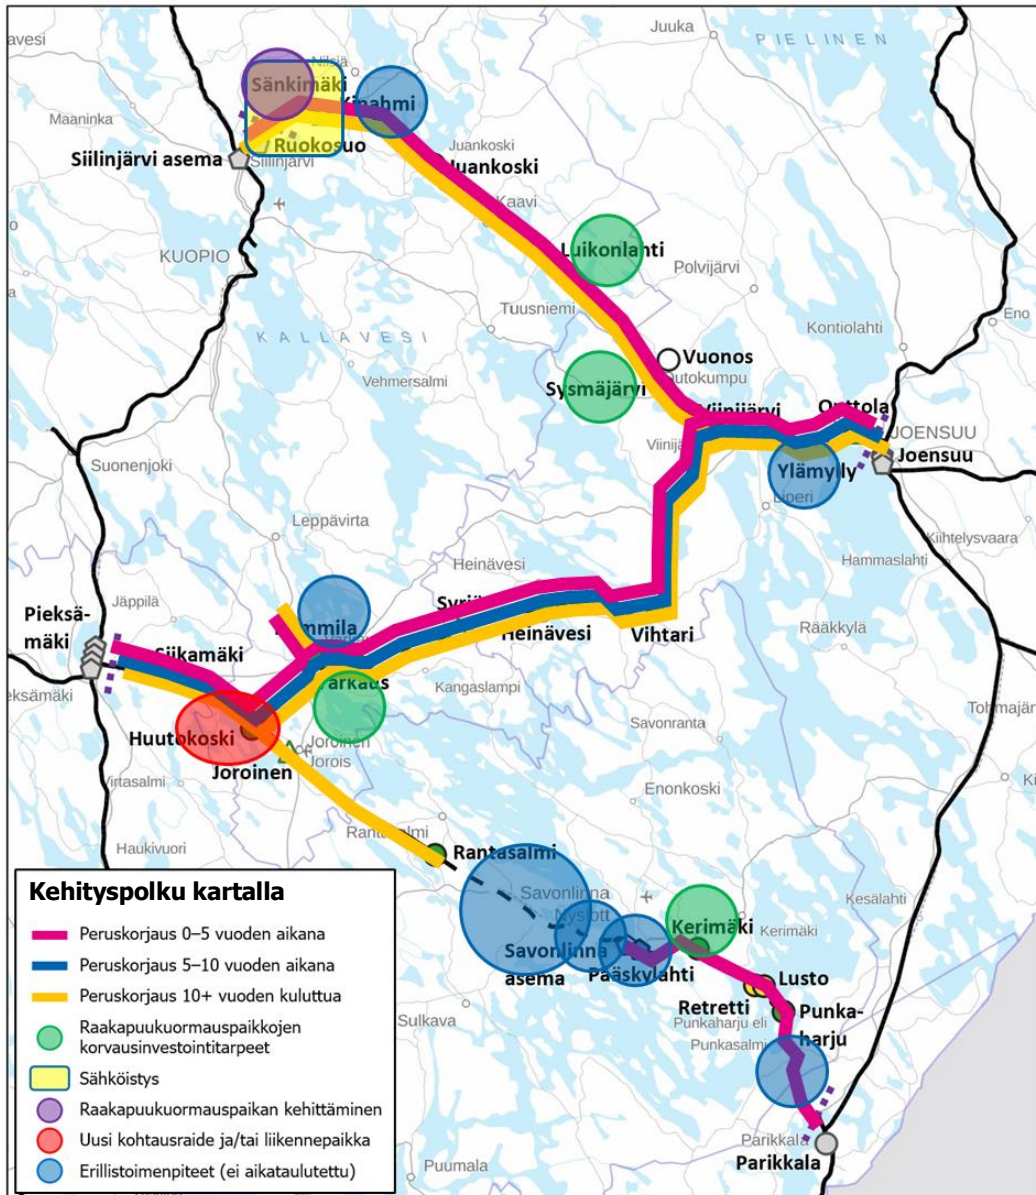 Juuka
PIELINEN
Nilsiä
Sänkimäki
Maaninka
Ruokosuo
Juankoski
Juankoski
Siilinjärvi asema
Siilinjärvi
Kaavi
KUOPIO
Luikonlahti
Polvijärvi
Eno
Tuusniemi
Kontiolahti
KALLAVESI
Vuonos
Vehmersalmi
Sysmäjärvi
JOENSUU
Joensuu
Suonenjoki
Ylämylly
Liperi
Leppävirta
Kiihtelysvaara
Hammaslahti
Heinävesi
Jäppilä
Pieksä-
mäki
Heinävesi
Vihtari
Rääkkylä
Siikamäki
Kangaslampi
Savonranta
Huutokoski
Joroinen
Joroinen
Jorois
Virtasalmi
Enonkoski
Haukivuori
Rantasalmi
Rantasalmi
Kesälahti
Savonlinna
Nyslott
Kerimäki
Kerimäki
Savonlinna
asema
Pääskylahti
Lusto
Retretti
Punka-
harju
Sulkava
Punkaharju eli
Punkasalmi
Parikkala
Parikkala
Puumala
Kehityspolku kartalla
Peruskorjaus 0–5 vuoden aikana
Peruskorjaus 5–10 vuoden aikana
Peruskorjaus 10+ vuoden kuluttua
Raakapuukuormauspaikkojen
korvausinvestointitarpeet
Sähköistys
Raakapuukuormauspaikan kehittäminen
Uusi kohtausraide ja/tai liikennepaikka
Erillistoimenpiteet (ei aikataulutettu)